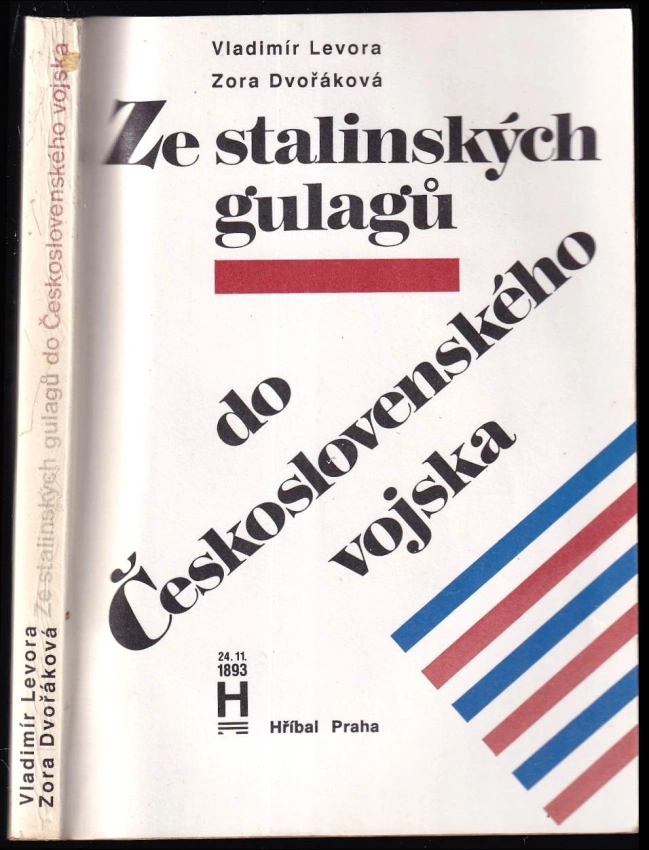 Vladimír Levora
Zora Dvořáková
Ze stalinských
gulagů
do
Československého
vojska
24.11.
1893
H
Hříbal Praha
Vladimír Levora
Zora Dvořáková
Ze stalinských gulagů do Československého vojska